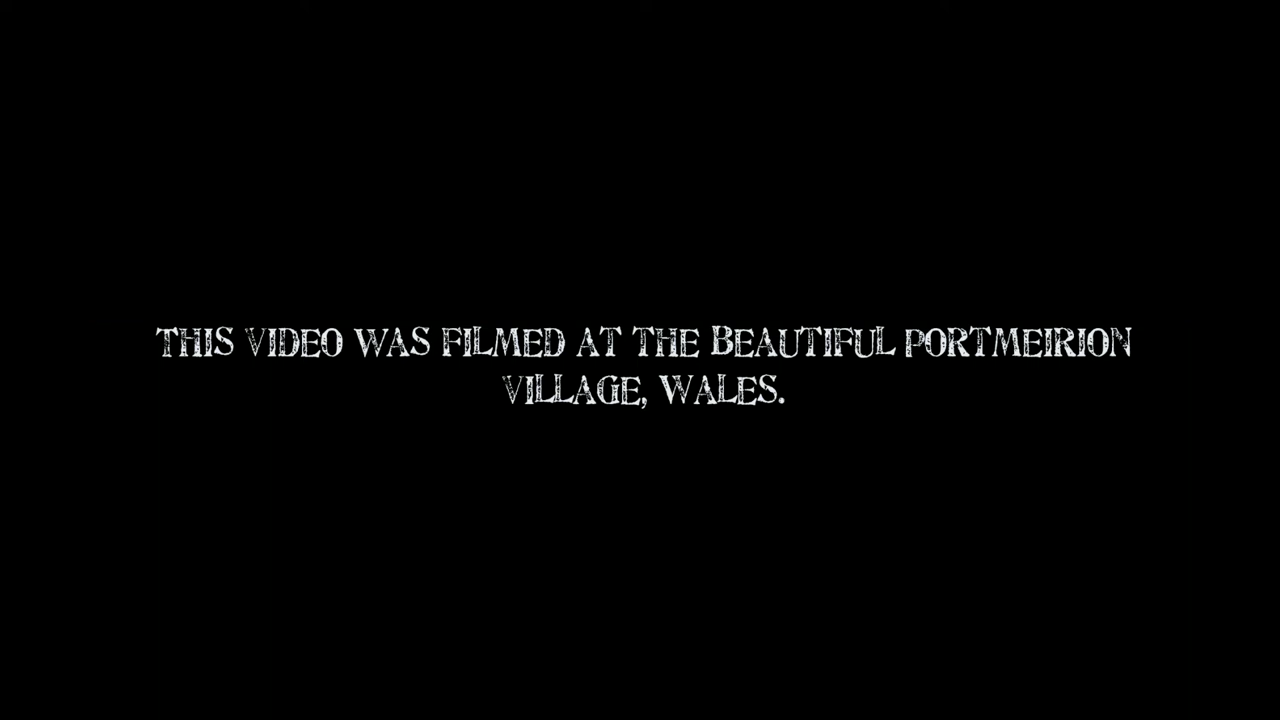 THIS VIDEO WAS FILMED AT THE BEAUTIFUL PORTMEIRION
VILLAGE, WALES.